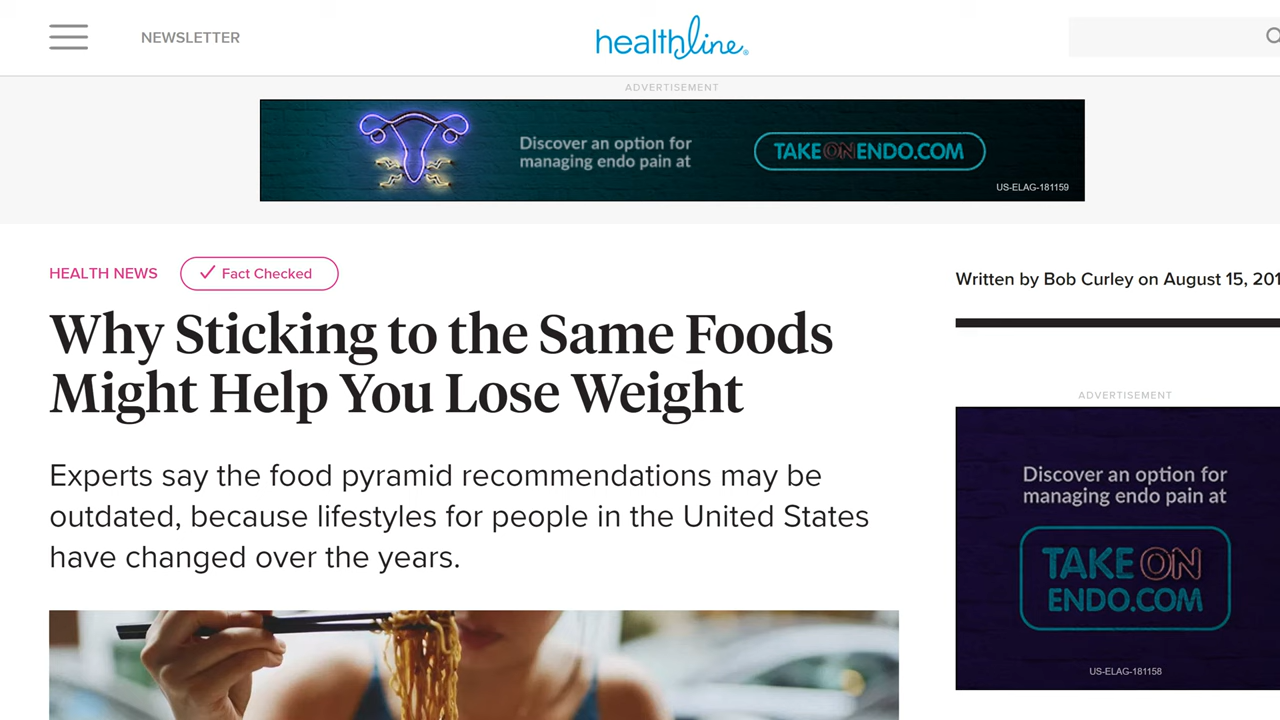 NEWSLETTER
healthline
ADVERTISEMENT
Discover an option for
managing endo pain at
TAKEONENDO.COM
US-ELAG-181159
HEALTH NEWS
Fact Checked
Why Sticking to the Same Foods
Might Help You Lose Weight
Experts say the food pyramid recommendations may be
outdated, because lifestyles for people in the United States
have changed over the years.
Written by Bob Curley on August 15, 201
ADVERTISEMENT
Discover an option for
managing endo pain at
TAKE ON
ENDO.COM
US-ELAG-181158